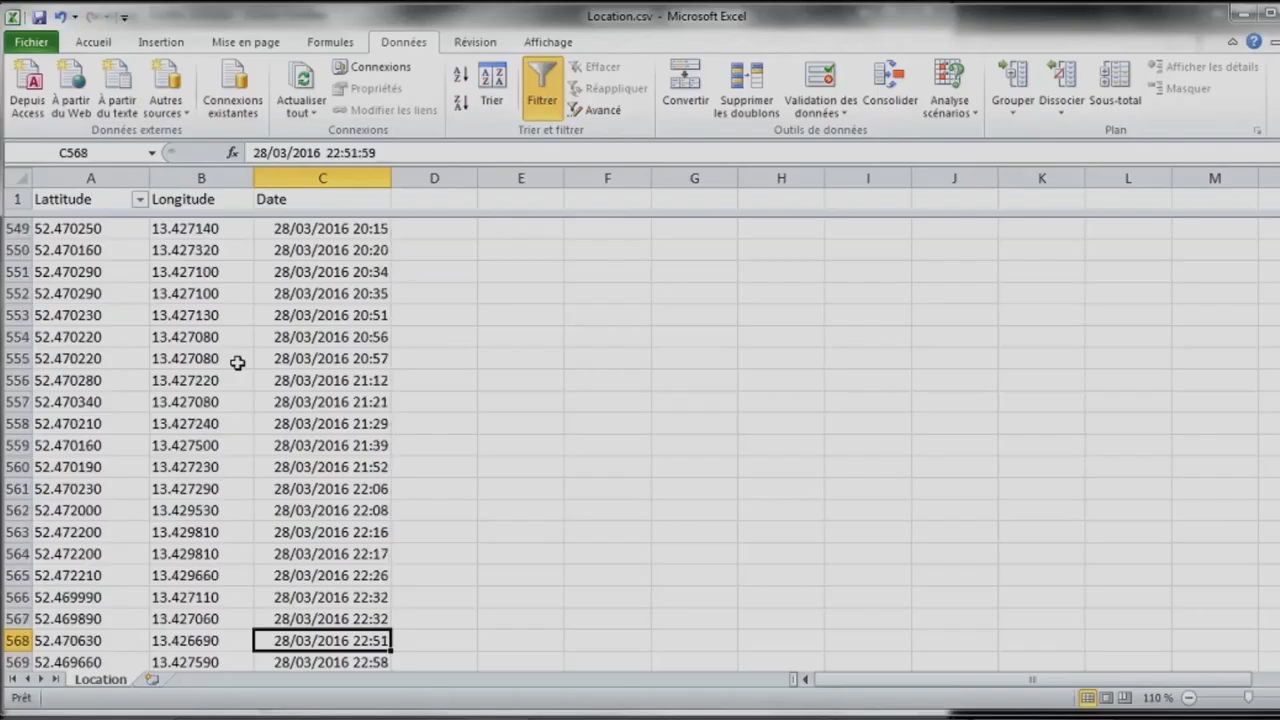 Location.csv - Microsoft Excel
Fichier Accueil Insertion Mise en page Formules Données Révision Affichage
Depuis Access
À partir du Web
À partir du texte
Autres sources
Connexions existantes
Données externes
Actualiser tout
Connexions
Propriétés
Modifier les liens
Connexions
Trier
Filtrer
Effacer
Réappliquer
Avancé
Trier et filtrer
Convertir
Supprimer les doublons
Validation des données
Consolider
Analyse scénarios
Outils de données
Grouper
Dissocier
Sous-total
Afficher les détails
Masquer
Plan
C568 fx 28/03/2016 22:51:59
A B C D E F G H I J K L M
1 Lattitude Longitude Date
549 52.470250 13.427140 28/03/2016 20:15
550 52.470160 13.427320 28/03/2016 20:20
551 52.470290 13.427100 28/03/2016 20:34
552 52.470290 13.427100 28/03/2016 20:35
553 52.470230 13.427130 28/03/2016 20:51
554 52.470220 13.427080 28/03/2016 20:56
555 52.470220 13.427080 28/03/2016 20:57
556 52.470280 13.427220 28/03/2016 21:12
557 52.470340 13.427080 28/03/2016 21:21
558 52.470210 13.427240 28/03/2016 21:29
559 52.470160 13.427500 28/03/2016 21:39
560 52.470190 13.427230 28/03/2016 21:52
561 52.470230 13.427290 28/03/2016 22:06
562 52.472000 13.429530 28/03/2016 22:08
563 52.472200 13.429810 28/03/2016 22:16
564 52.472200 13.429810 28/03/2016 22:17
565 52.472210 13.429660 28/03/2016 22:26
566 52.469990 13.427110 28/03/2016 22:32
567 52.469890 13.427060 28/03/2016 22:32
568 52.470630 13.426690 28/03/2016 22:51
569 52.469660 13.427590 28/03/2016 22:58
Location
Prêt 110 %